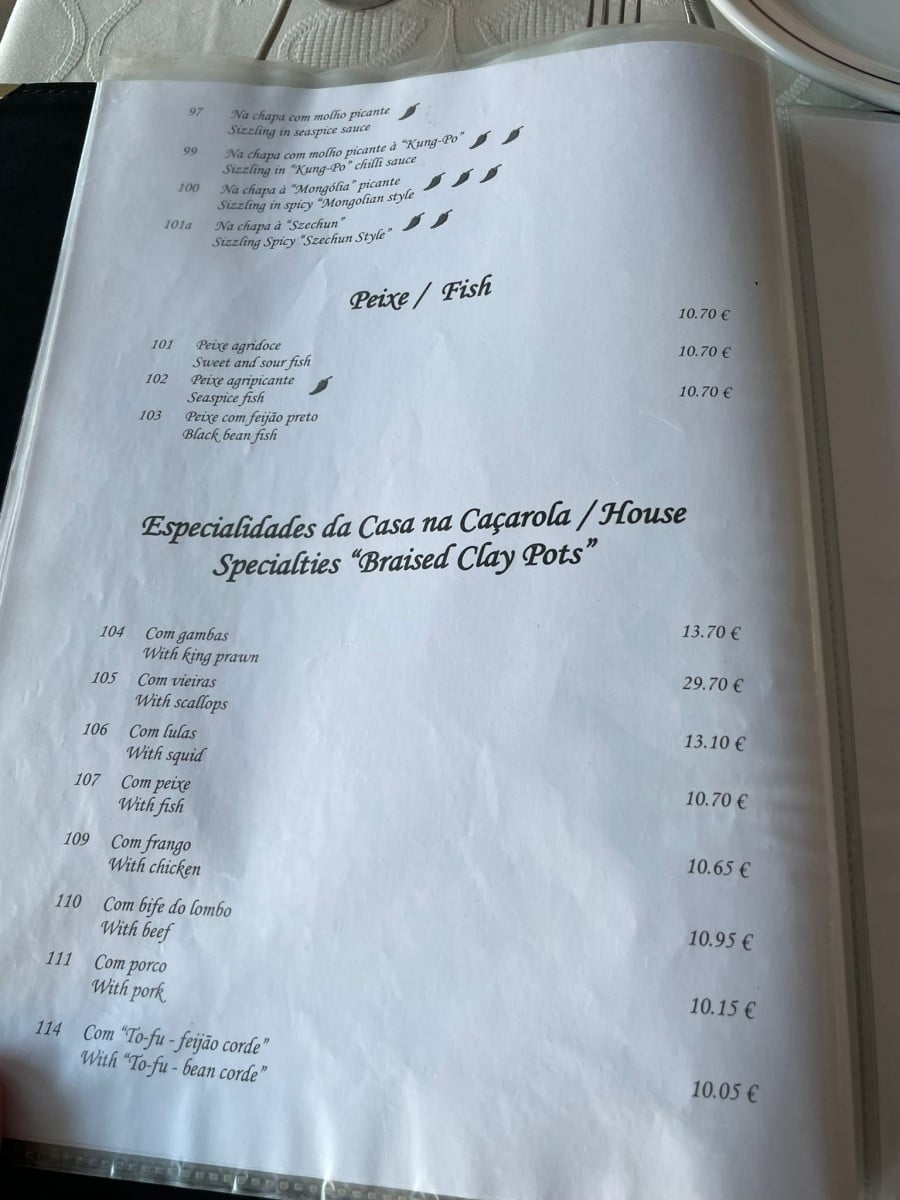 97 Na chapa com molho picante
Sizzling in seaspice sauce
99 Na chapa com molho picante à “Kung-Po”
Sizzling in “Kung-Po” chilli sauce
100 Na chapa à “Mongólia” picante
Sizzling in spicy “Mongolian style
101a Na chapa à “Szechun”
Sizzling Spicy “Szechun Style”
Peixe / Fish
10.70 €
101 Peixe agridoce 10.70 €
Sweet and sour fish
102 Peixe agripicante 10.70 €
Seaspice fish
103 Peixe com feijão preto
Black bean fish
Especialidades da Casa na Caçarola / House
Specialties “Braised Clay Pots”
104 Com gambas 13.70 €
With king prawn
105 Com vieiras 29.70 €
With scallops
106 Com lulas 13.10 €
With squid
107 Com peixe 10.70 €
With fish
109 Com frango
With chicken 10.65 €
110 Com bife do lombo
With beef 10.95 €
111 Com porco
With pork 10.15 €
114 Com “To-fu - feijão corde”
With “To-fu - bean corde” 10.05 €